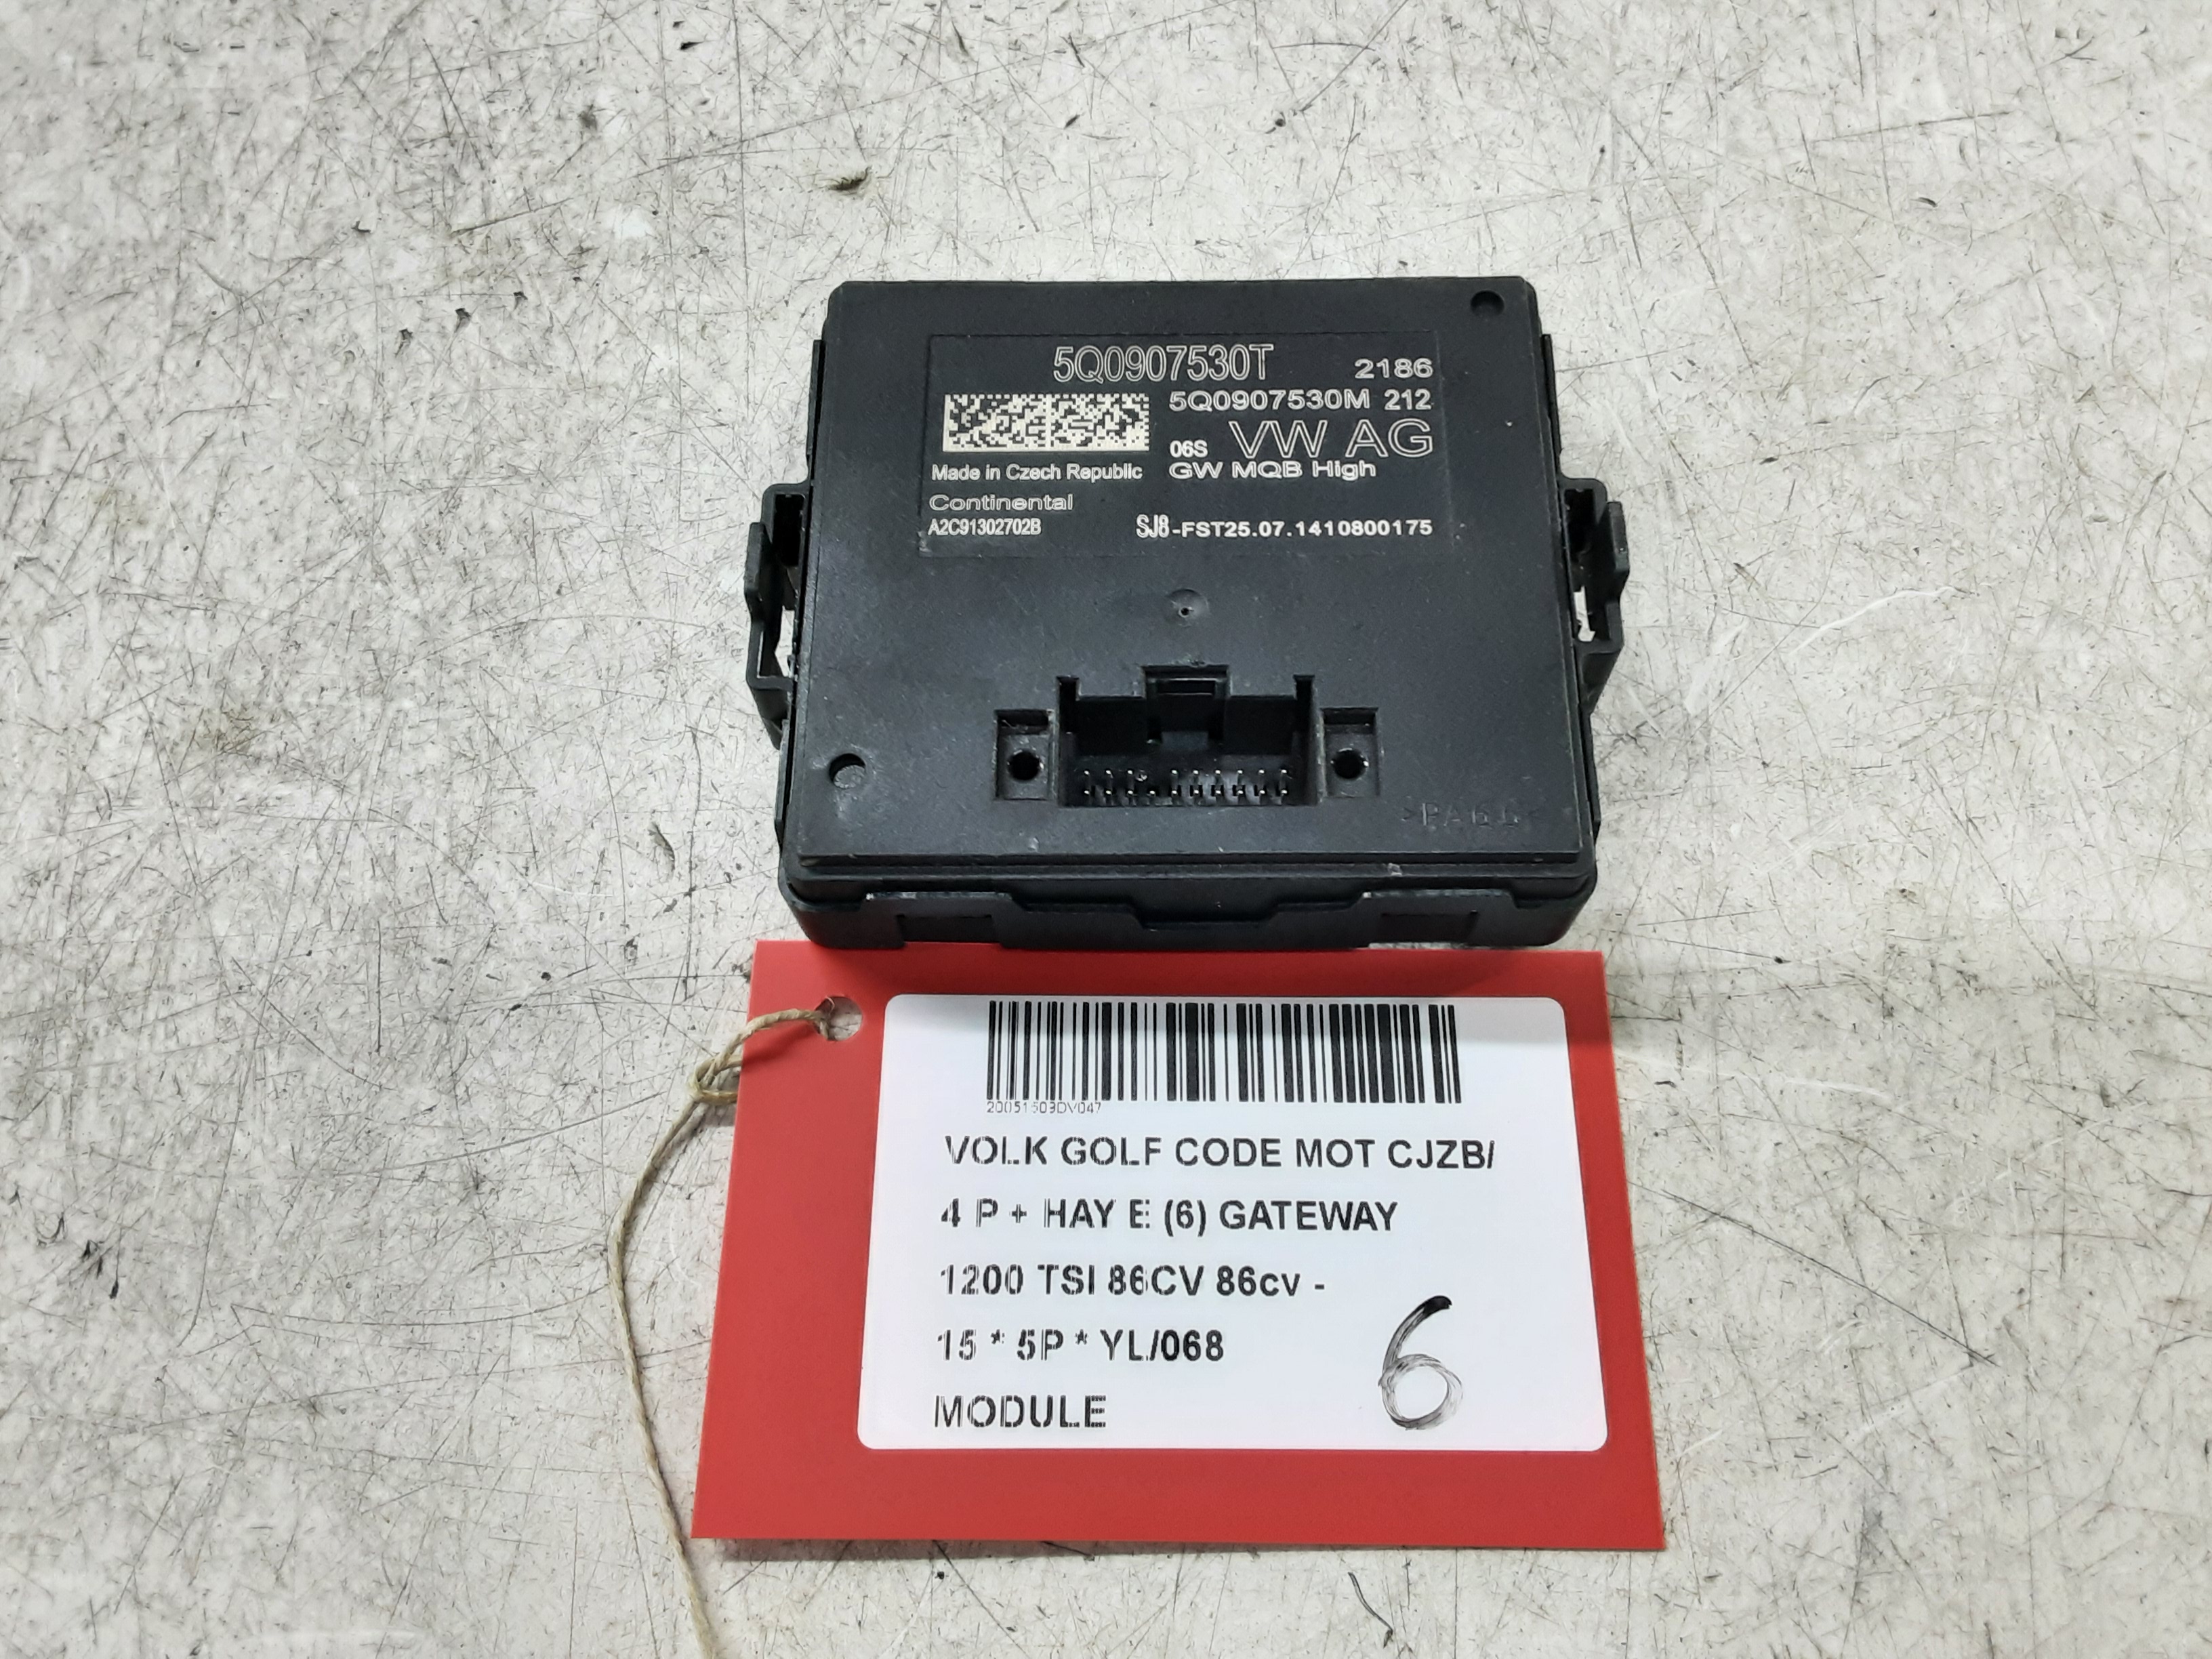 5Q0907530T 2186
5Q0907530M 212
06S VW AG
Made in Czech Republic GW MQB High
Continental
A2C91302702B SJ8-FST25.07.1410800175
>PA66<
20051503DV047
VOLK GOLF CODE MOT CJZB/
4 P + HAY E (6) GATEWAY
1200 TSI 86CV 86cv -
15 * 5P * YL/068
MODULE
6